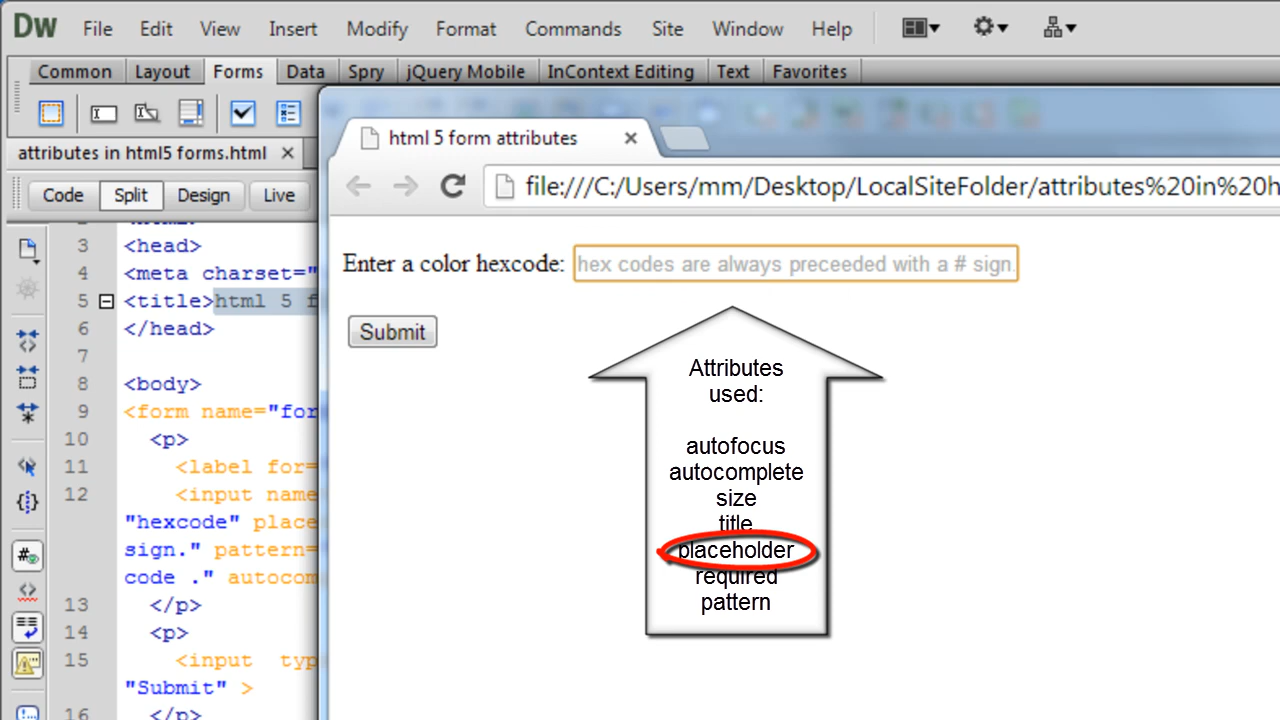 Dw File Edit View Insert Modify Format Commands Site Window Help
Common Layout Forms Data Spry jQuery Mobile InContext Editing Text Favorites
attributes in html5 forms.html
html 5 form attributes
Code Split Design Live
file:///C:/Users/mm/Desktop/LocalSiteFolder/attributes%20in%20h
3 <head>
4 <meta charset="
5 <title>html 5 f
6 </head>
7
8 <body>
9 <form name="for
10 <p>
11 <label for=
12 <input name
"hexcode" place
sign." pattern=
code ." autocom
13 </p>
14 <p>
15 <input typ
"Submit" >
16 </p>
Enter a color hexcode: hex codes are always preceeded with a # sign.
Submit
Attributes
used:
autofocus
autocomplete
size
title
placeholder
required
pattern